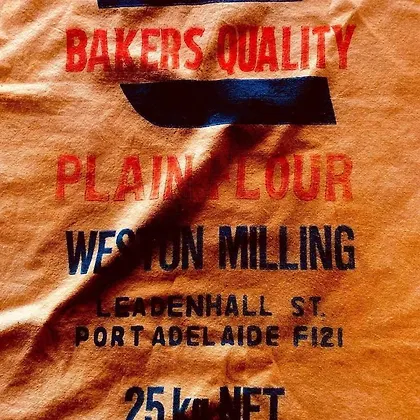 BAKERS QUALITY
PLAIN FLOUR
WESTON MILLING
LEADENHALL ST.
PORT ADELAIDE F121
25 kg NET